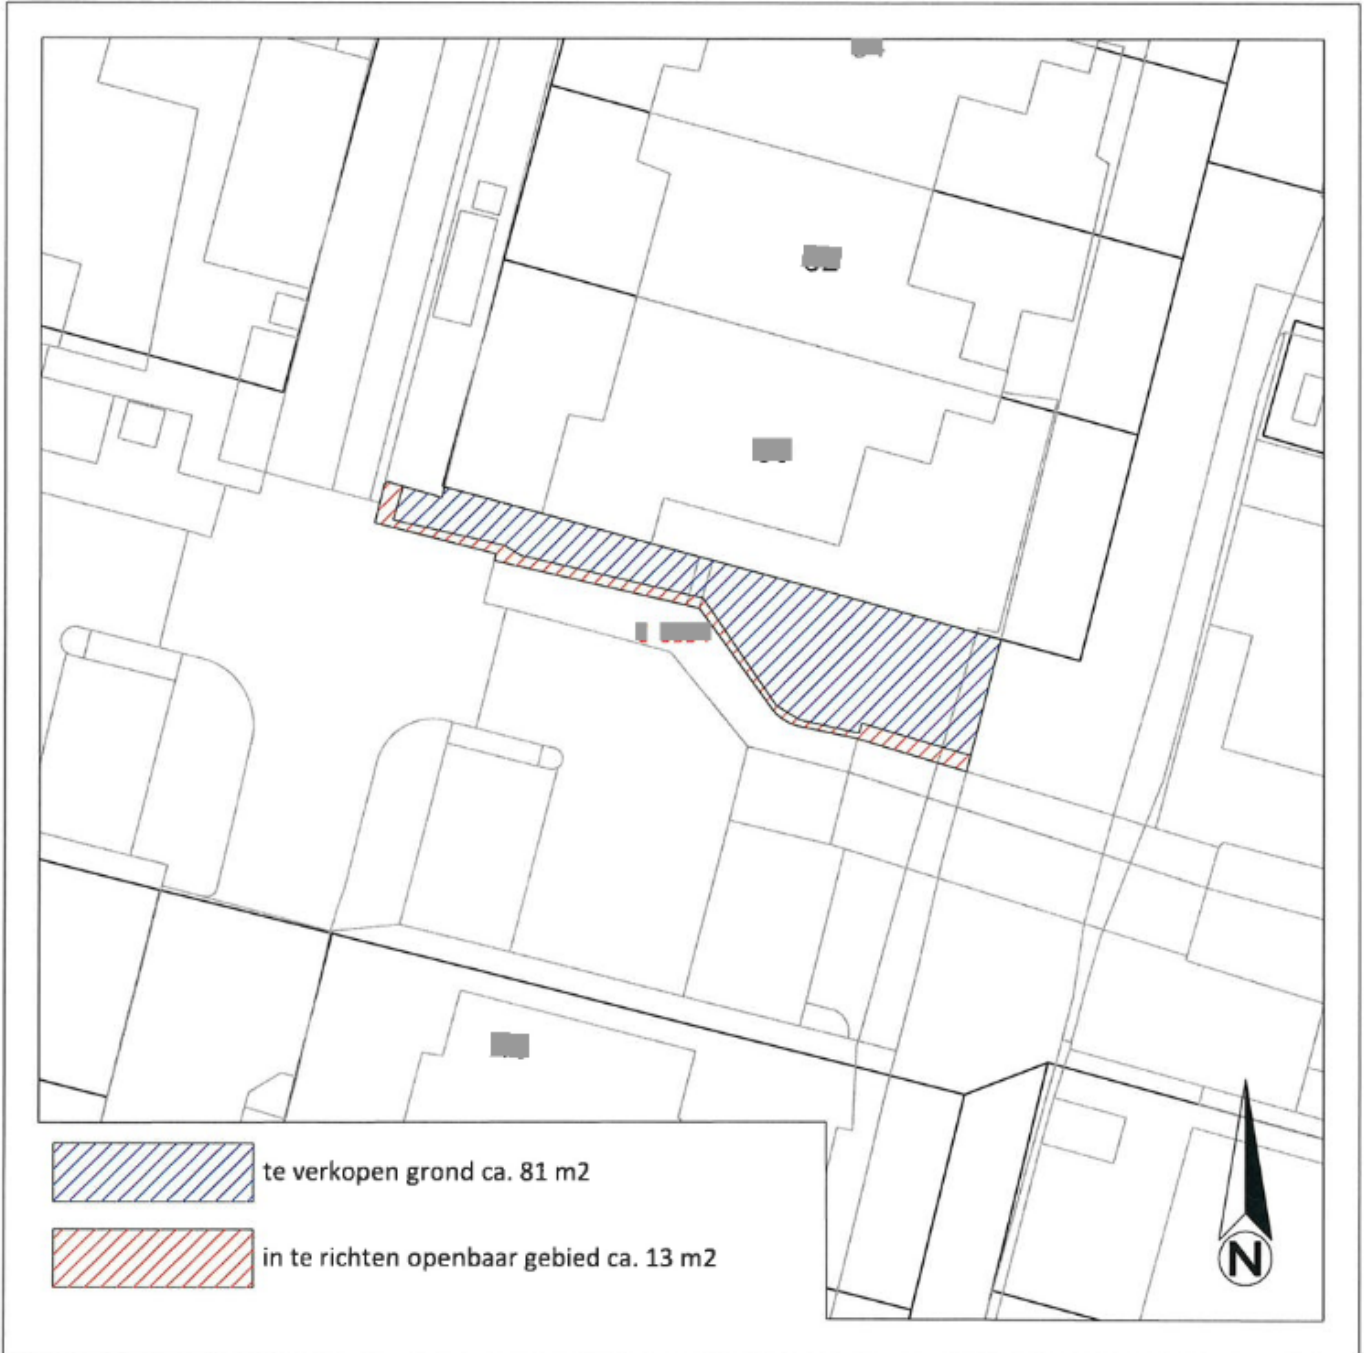 te verkopen grond ca. 81 m2
in te richten openbaar gebied ca. 13 m2
N